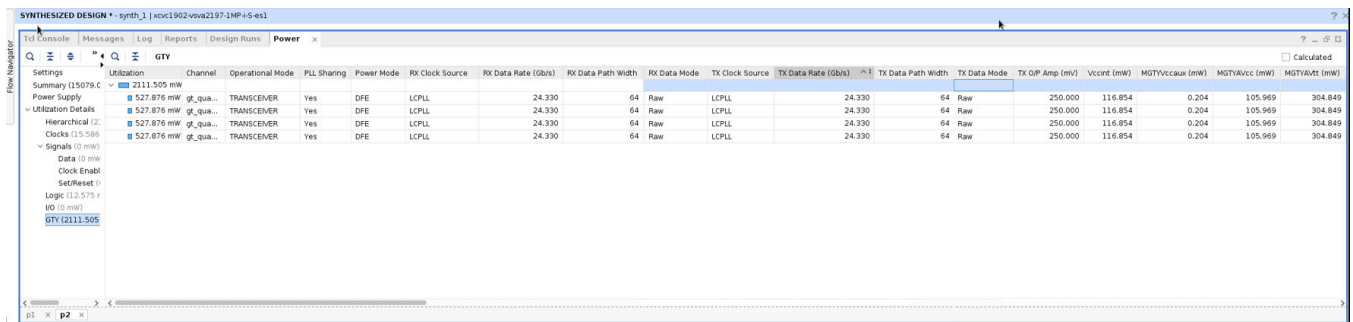 SYNTHESIZED DESIGN * - synth_1 | xcvc1902-vsva2197-1MP-i-S-es1
Flow Navigator
Tcl Console Messages Log Reports Design Runs Power
GTY Calculated
Settings
Summary (15079.0
Power Supply
Utilization Details
Hierarchical (2
Clocks (15.586
Signals (0 mW)
Data (0 mW
Clock Enabl
Set/Reset (
Logic (12.575 r
I/O (0 mW)
GTY (2111.505
Utilization Channel Operational Mode PLL Sharing Power Mode RX Clock Source RX Data Rate (Gb/s) RX Data Path Width RX Data Mode TX Clock Source TX Data Rate (Gb/s) ^1 TX Data Path Width TX Data Mode TX O/P Amp (mV) Vccint (mW) MGTYVccaux (mW) MGTYAVcc (mW) MGTYAVtt (mW)
2111.505 mW
527.876 mW gt_qua... TRANSCEIVER Yes DFE LCPLL 24.330 64 Raw LCPLL 24.330 64 Raw 250.000 116.854 0.204 105.969 304.849
527.876 mW gt_qua... TRANSCEIVER Yes DFE LCPLL 24.330 64 Raw LCPLL 24.330 64 Raw 250.000 116.854 0.204 105.969 304.849
527.876 mW gt_qua... TRANSCEIVER Yes DFE LCPLL 24.330 64 Raw LCPLL 24.330 64 Raw 250.000 116.854 0.204 105.969 304.849
527.876 mW gt_qua... TRANSCEIVER Yes DFE LCPLL 24.330 64 Raw LCPLL 24.330 64 Raw 250.000 116.854 0.204 105.969 304.849
p1 p2